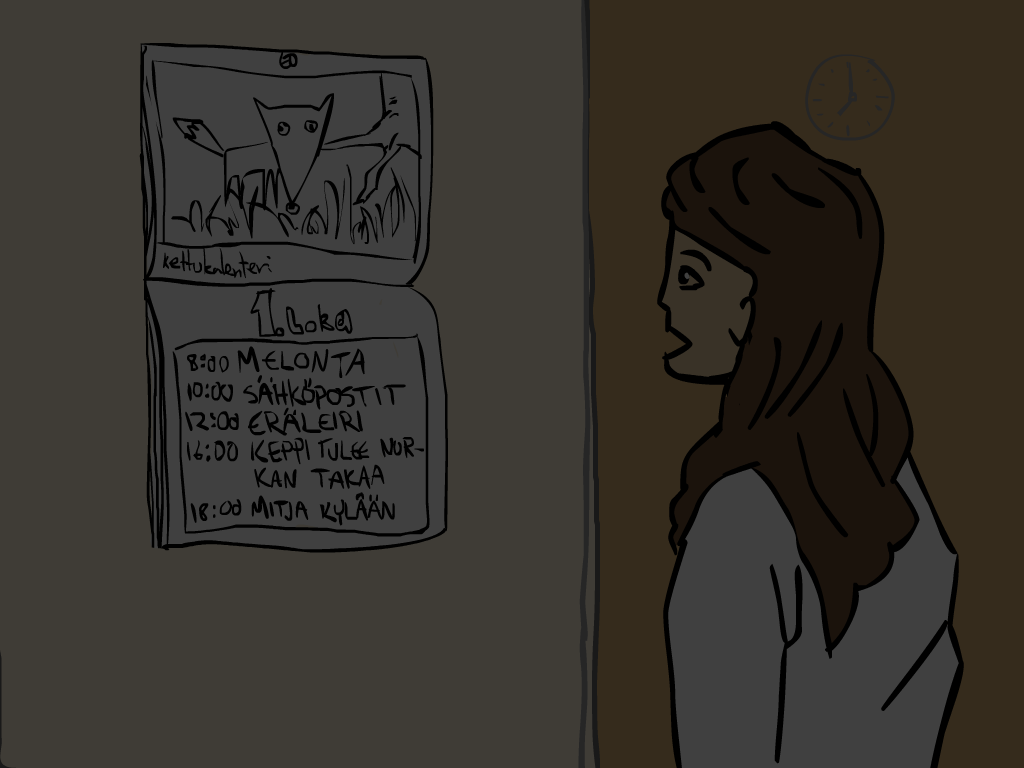 kettukalenteri
1. Loka
8:00 MELONTA
10:00 SÄHKÖPOSTIT
12:00 ERÄLEIRI
16:00 KEPPI TULEE NUR-
KAN TAKAA
18:00 MITJA KYLÄÄN